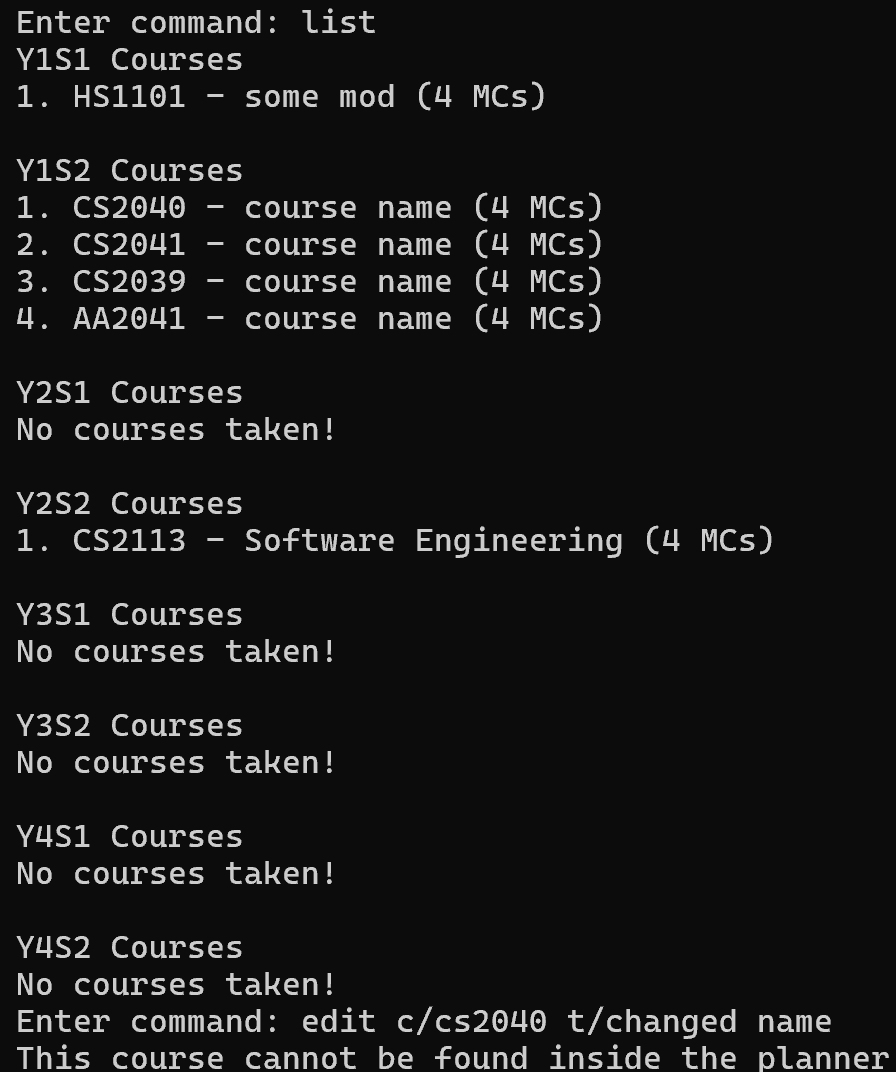 Enter command: list
Y1S1 Courses
1. HS1101 - some mod (4 MCs)
Y1S2 Courses
1. CS2040 - course name (4 MCs)
2. CS2041 - course name (4 MCs)
3. CS2039 - course name (4 MCs)
4. AA2041 - course name (4 MCs)
Y2S1 Courses
No courses taken!
Y2S2 Courses
1. CS2113 - Software Engineering (4 MCs)
Y3S1 Courses
No courses taken!
Y3S2 Courses
No courses taken!
Y4S1 Courses
No courses taken!
Y4S2 Courses
No courses taken!
Enter command: edit c/cs2040 t/changed name
This course cannot be found inside the planner